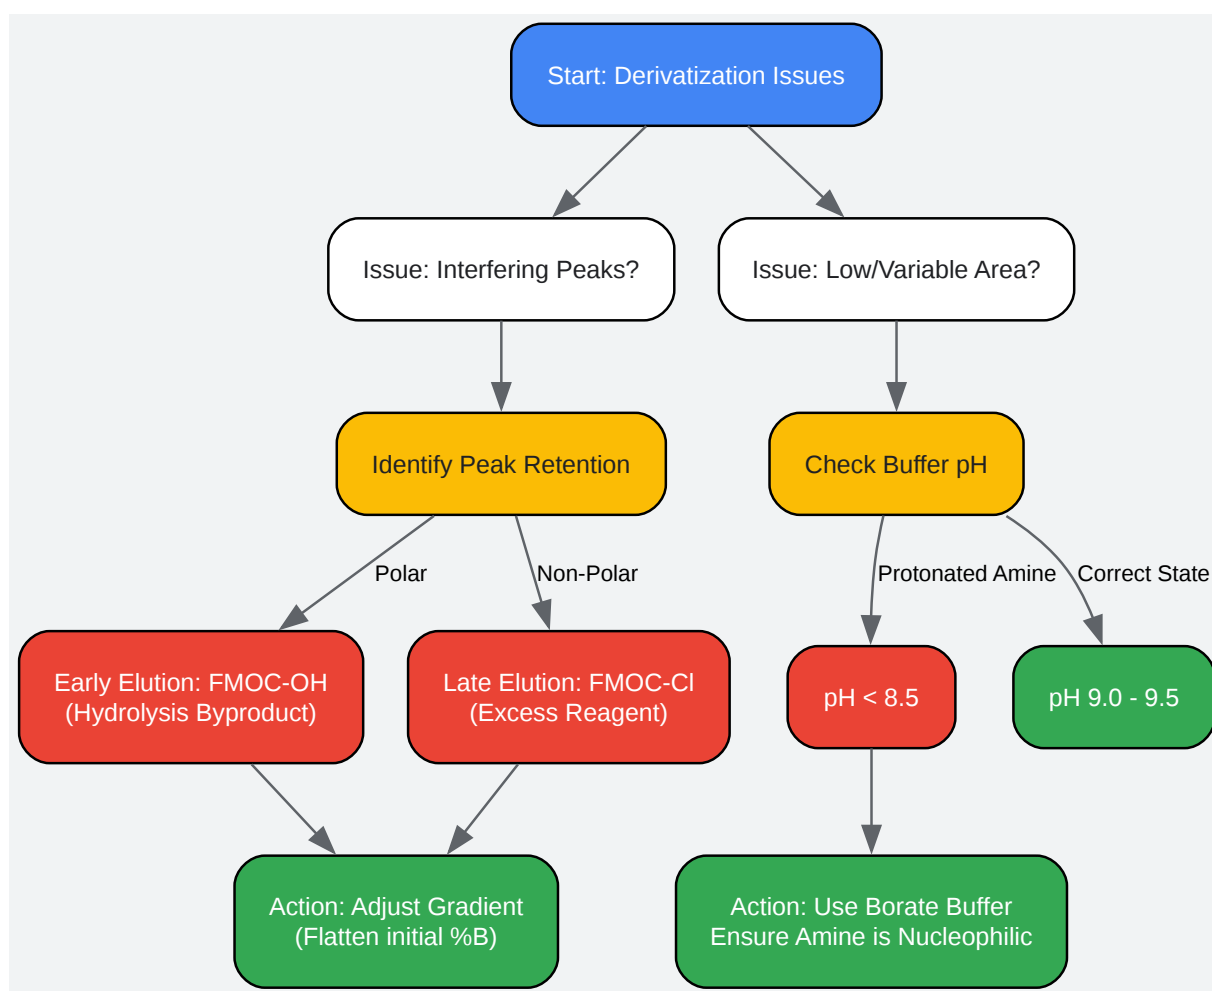 Start: Derivatization Issues
Issue: Interfering Peaks?
Issue: Low/Variable Area?
Identify Peak Retention
Check Buffer pH
Polar
Non-Polar
Protonated Amine
Correct State
Early Elution: FMOC-OH
(Hydrolysis Byproduct)
Late Elution: FMOC-Cl
(Excess Reagent)
pH < 8.5
pH 9.0 - 9.5
Action: Adjust Gradient
(Flatten initial %B)
Action: Use Borate Buffer
Ensure Amine is Nucleophilic